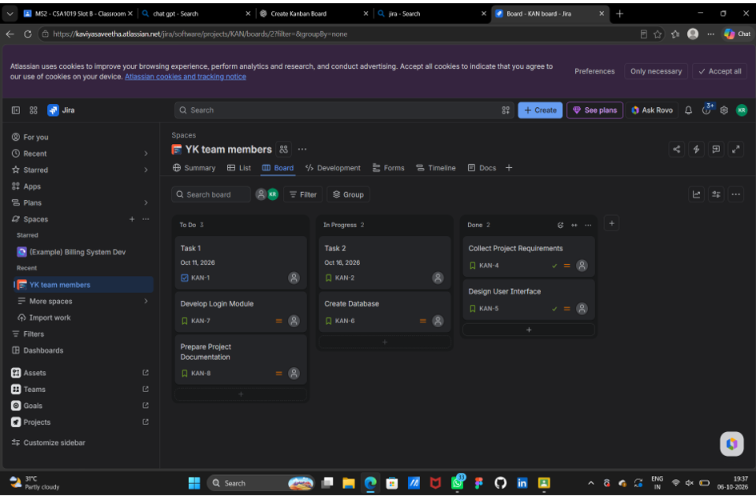 M52 - CSA1019 Slot B - Classroom
chat gpt - Search
Create Kanban Board
jira - Search
Board - KAN board - Jira
https://kaviyasaveetha.atlassian.net/jira/software/projects/KAN/boards/2?filter=&groupBy=none
Chat
Atlassian uses cookies to improve your browsing experience, perform analytics and research, and conduct advertising. Accept all cookies to indicate that you agree to
our use of cookies on your device. Atlassian cookies and tracking notice
Preferences
Only necessary
Accept all
Jira
Search
+ Create
See plans
Ask Rovo
3+
KR
For you
Recent
Starred
Apps
Plans
Spaces
Starred
(Example) Billing System Dev
Recent
YK team members
More spaces
Import work
Filters
Dashboards
Assets
Teams
Goals
Projects
Customize sidebar
Spaces
YK team members
Summary
List
Board
Development
Forms
Timeline
Docs
Search board
KR
Filter
Group
To Do 3
Task 1
Oct 11, 2026
KAN-1
Develop Login Module
KAN-7
Prepare Project
Documentation
KAN-8
In Progress 2
Task 2
Oct 16, 2026
KAN-2
Create Database
KAN-6
Done 2
Collect Project Requirements
KAN-4
Design User Interface
KAN-5
31°C
Partly cloudy
Search
ENG
IN
19:37
06-10-2026